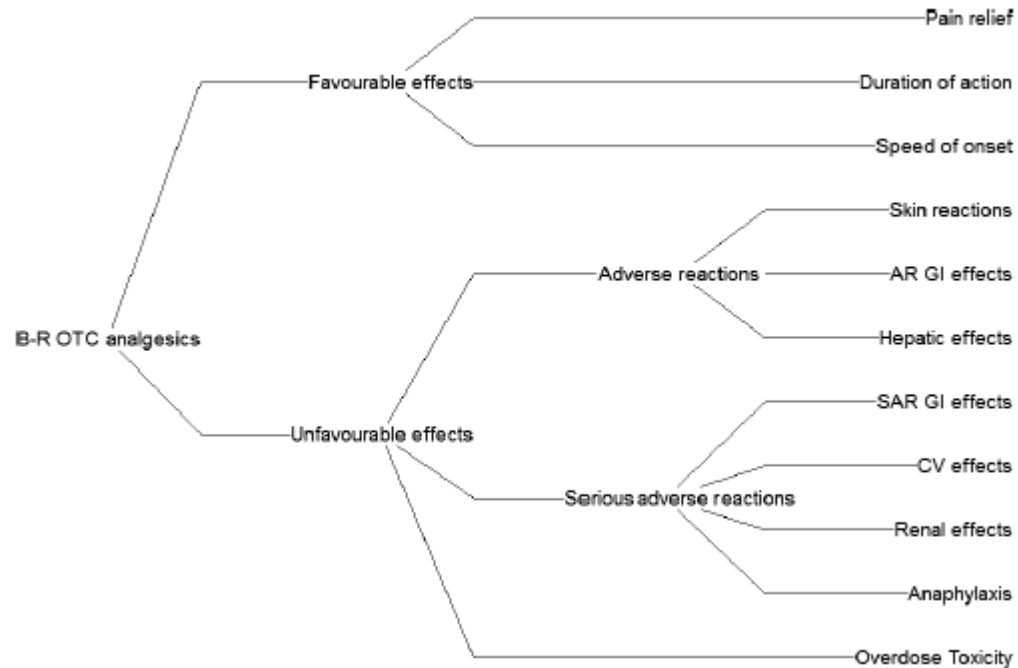 Pain relief
Favourable effects
Duration of action
Speed of onset
Skin reactions
Adverse reactions
AR GI effects
B-R OTC analgesics
Hepatic effects
SAR GI effects
Unfavourable effects
CV effects
Serious adverse reactions
Renal effects
Anaphylaxis
Overdose Toxicity